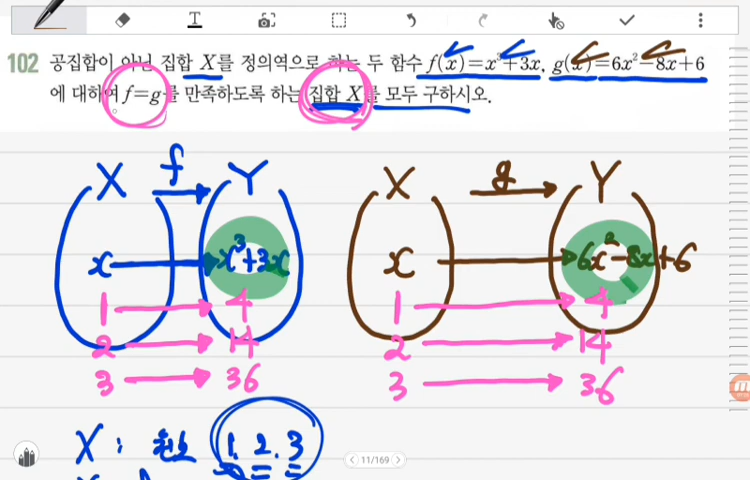 102 공집합이 아닌 집합 X를 정의역으로 하는 두 함수 f(x)=x³+3x, g(x)=6x²-8x+6
에 대하여 f=g를 만족하도록 하는 집합 X를 모두 구하시오.
X f Y
x x³+3x
1 4
2 14
3 36
X g Y
x 6x²-8x+6
1 4
2 14
3 36
X : 원소 1, 2, 3
11/169